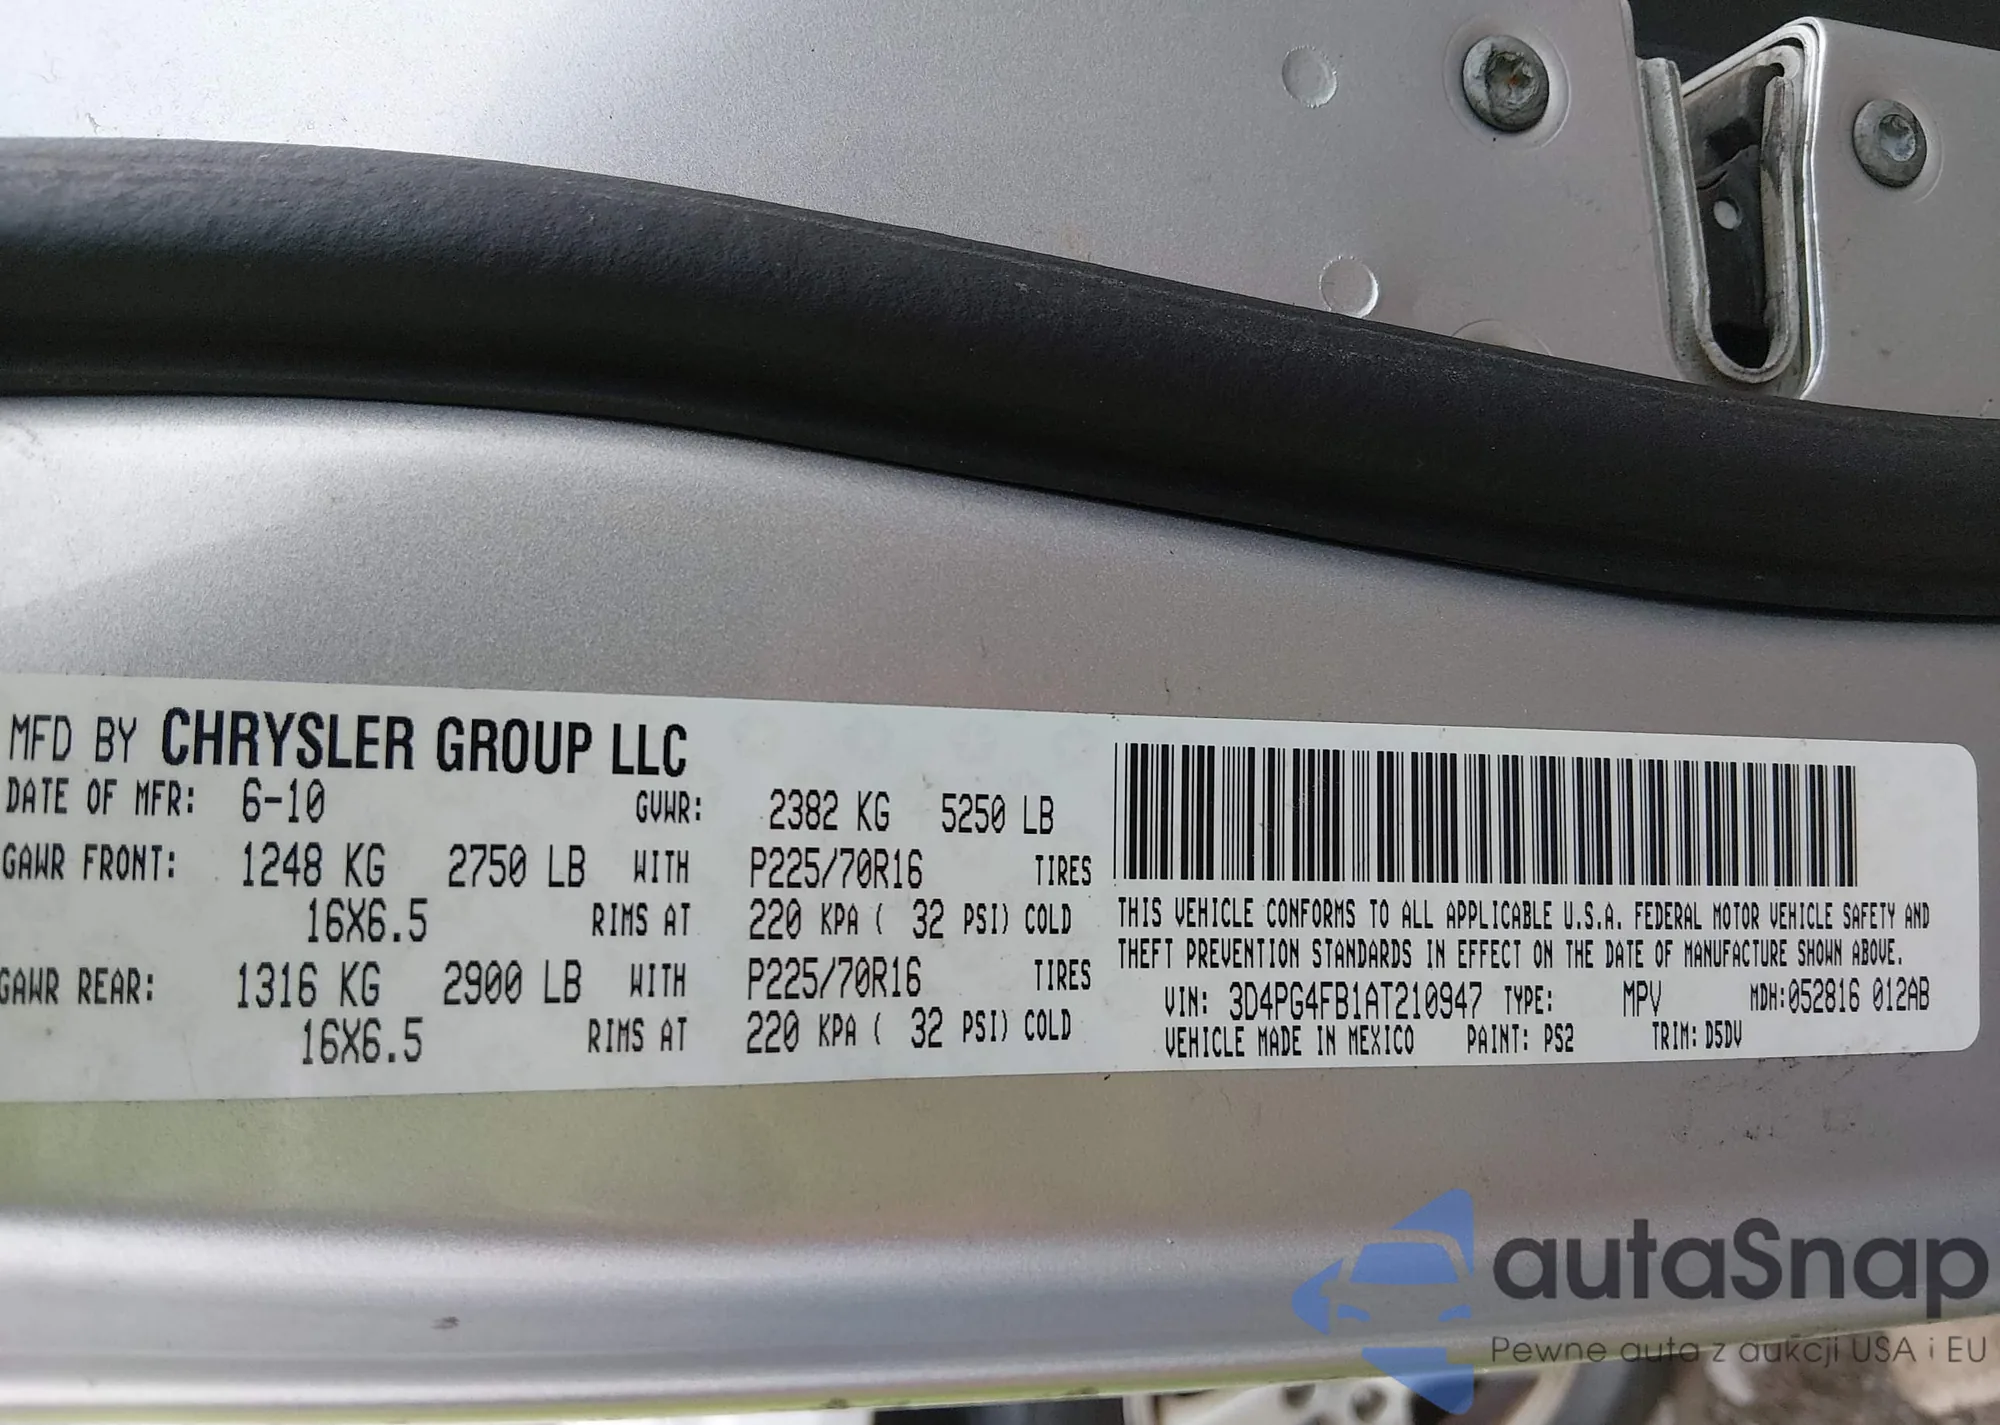 MFD BY CHRYSLER GROUP LLC
DATE OF MFR: 6-10 GVWR: 2382 KG 5250 LB
GAWR FRONT: 1248 KG 2750 LB WITH P225/70R16 TIRES
16X6.5 RIMS AT 220 KPA ( 32 PSI) COLD
GAWR REAR: 1316 KG 2900 LB WITH P225/70R16 TIRES
16X6.5 RIMS AT 220 KPA ( 32 PSI) COLD
THIS VEHICLE CONFORMS TO ALL APPLICABLE U.S.A. FEDERAL MOTOR VEHICLE SAFETY AND
THEFT PREVENTION STANDARDS IN EFFECT ON THE DATE OF MANUFACTURE SHOWN ABOVE.
VIN: 3D4PG4FB1AT210947 TYPE: MPV MDH:052816 012AB
VEHICLE MADE IN MEXICO PAINT: PS2 TRIM: D5DV
autaSnap
Pewne auta z aukcji USA i EU